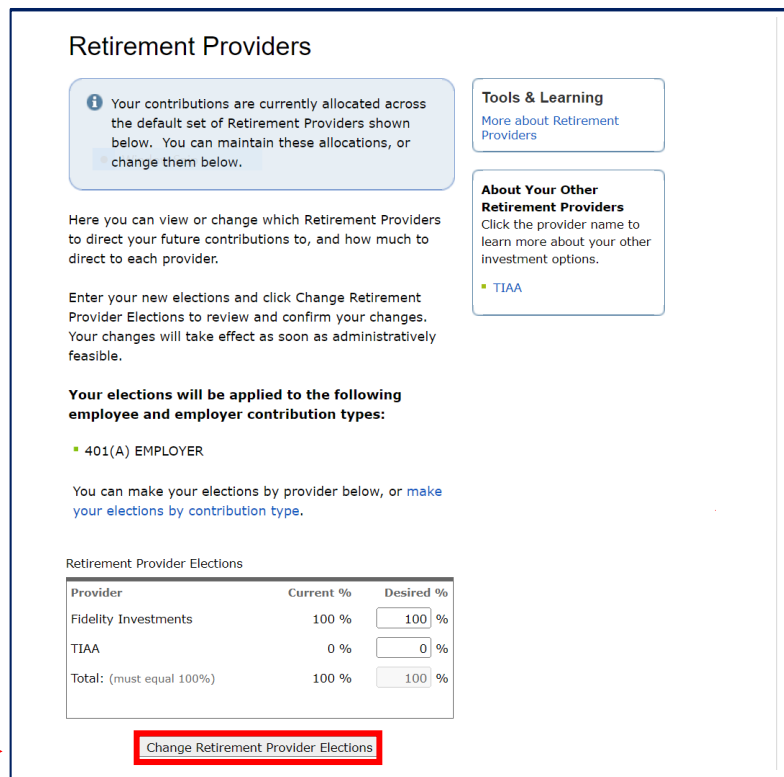 Retirement Providers
Your contributions are currently allocated across
the default set of Retirement Providers shown
below.  You can maintain these allocations, or
change them below.
Here you can view or change which Retirement Providers
to direct your future contributions to, and how much to
direct to each provider.
Enter your new elections and click Change Retirement
Provider Elections to review and confirm your changes.
Your changes will take effect as soon as administratively
feasible.
Your elections will be applied to the following
employee and employer contribution types:
401(A) EMPLOYER
You can make your elections by provider below, or make
your elections by contribution type.
Retirement Provider Elections
Provider Current % Desired %
Fidelity Investments 100 % 100 %
TIAA 0 % 0 %
Total: (must equal 100%) 100 % 100 %
Change Retirement Provider Elections
Tools & Learning
More about Retirement
Providers
About Your Other
Retirement Providers
Click the provider name to
learn more about your other
investment options.
TIAA